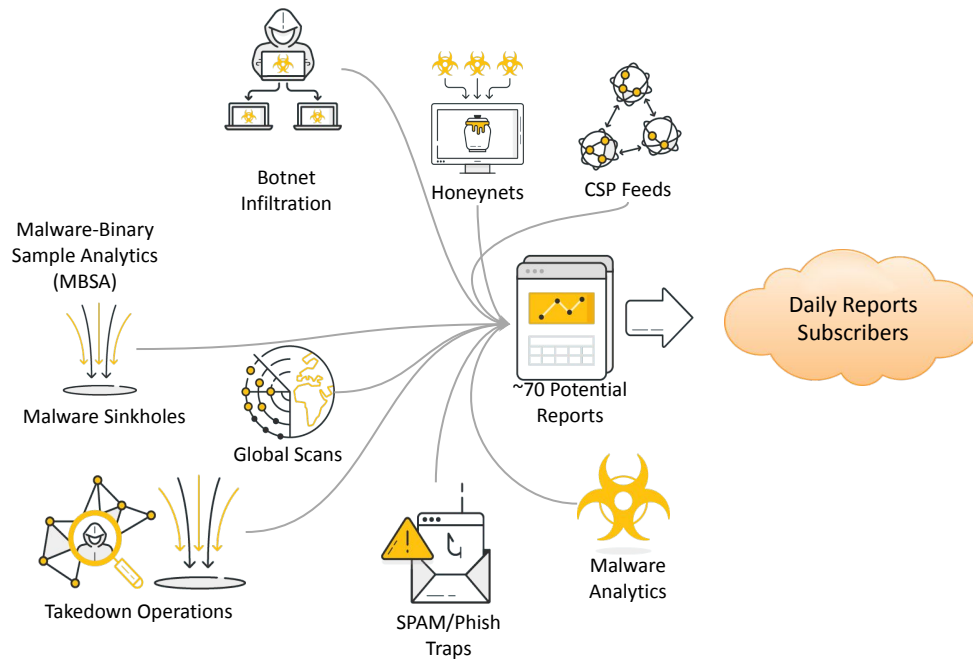 Botnet
Infiltration
Honeynets
CSP Feeds
Malware-Binary
Sample Analytics
(MBSA)
Malware Sinkholes
Global Scans
~70 Potential
Reports
Daily Reports
Subscribers
Takedown Operations
SPAM/Phish
Traps
Malware
Analytics